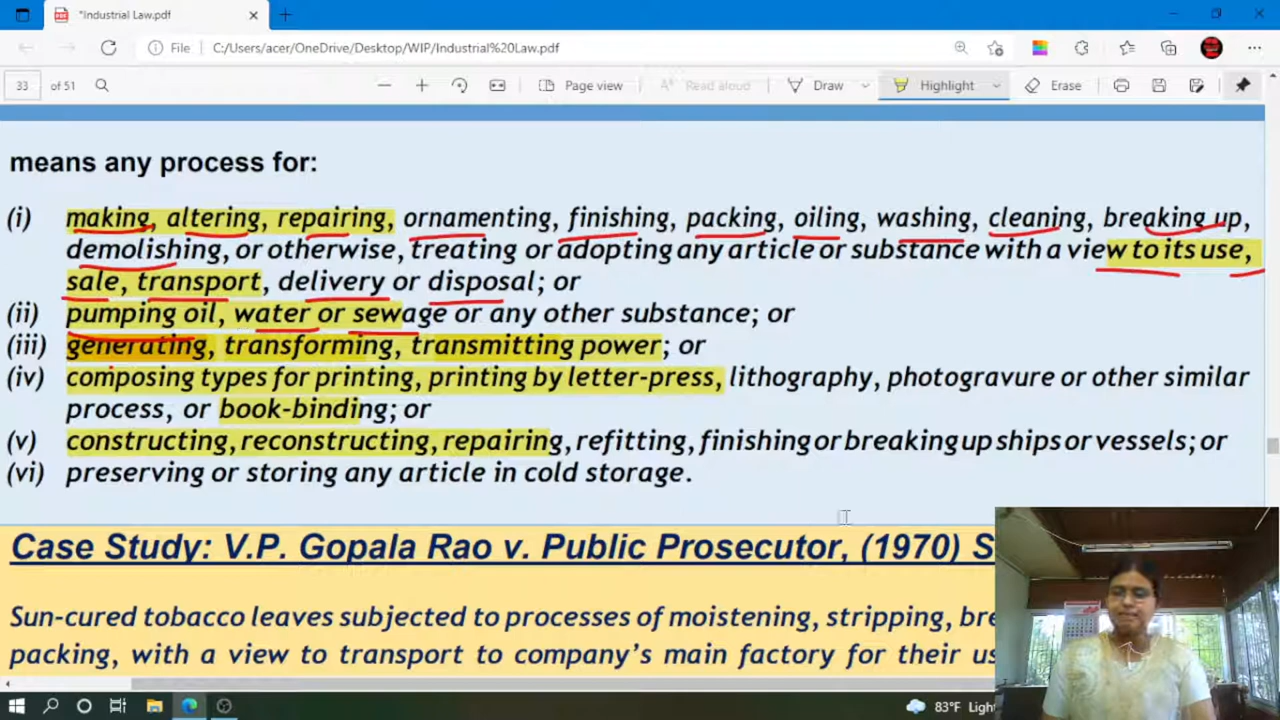 *Industrial Law.pdf
File C:/Users/acer/OneDrive/Desktop/WIP/Industrial%20Law.pdf
33 of 51 Page view Read aloud Draw Highlight Erase
means any process for:
(i) making, altering, repairing, ornamenting, finishing, packing, oiling, washing, cleaning, breaking up,
demolishing, or otherwise, treating or adopting any article or substance with a view to its use,
sale, transport, delivery or disposal; or
(ii) pumping oil, water or sewage or any other substance; or
(iii) generating, transforming, transmitting power; or
(iv) composing types for printing, printing by letter-press, lithography, photogravure or other similar
process, or book-binding; or
(v) constructing, reconstructing, repairing, refitting, finishing or breaking up ships or vessels; or
(vi) preserving or storing any article in cold storage.
Case Study: V.P. Gopala Rao v. Public Prosecutor, (1970) S
Sun-cured tobacco leaves subjected to processes of moistening, stripping, bre
packing, with a view to transport to company's main factory for their us
83°F Light